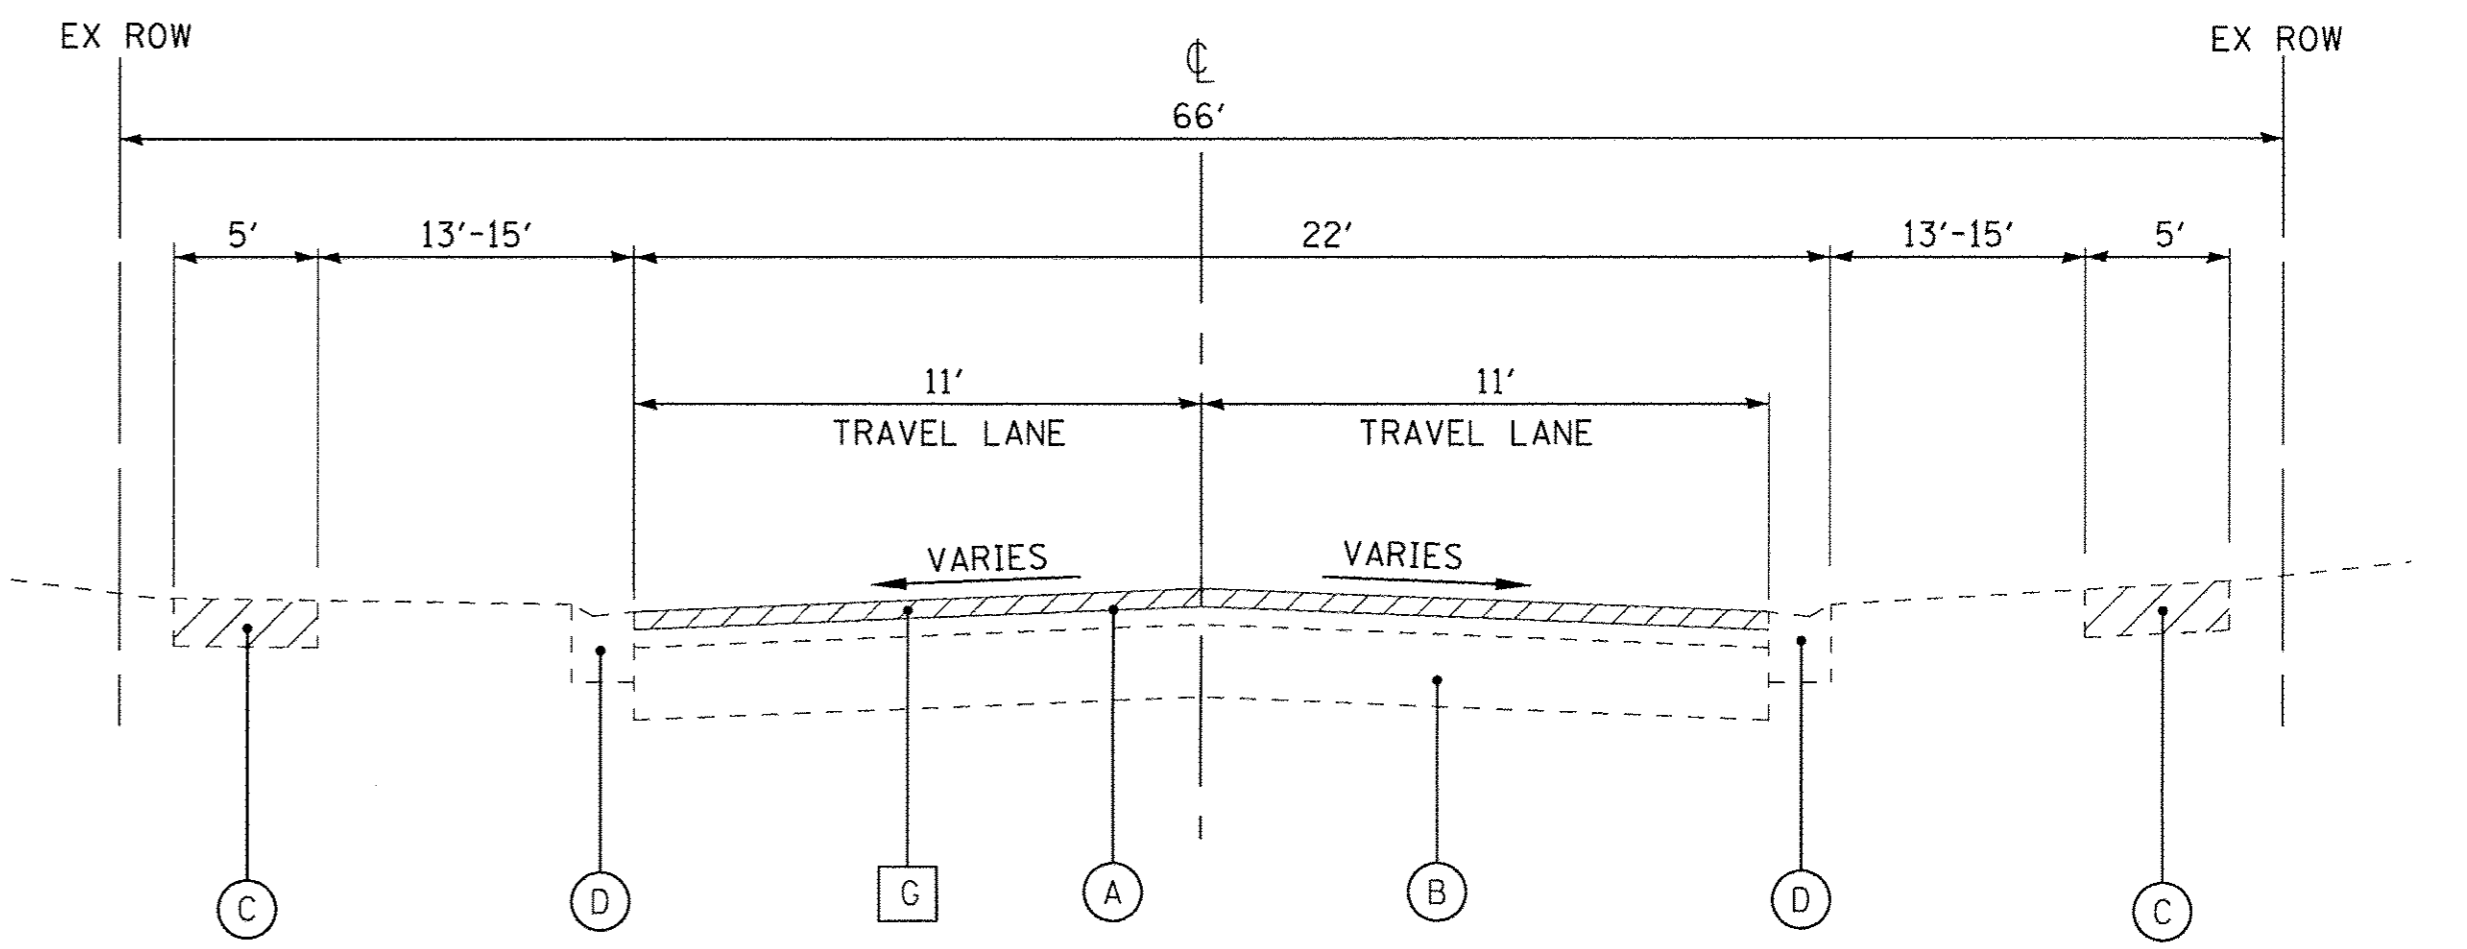 EX ROW
℄
EX ROW
66'
5'
13'-15'
22'
13'-15'
5'
11'
11'
TRAVEL LANE
TRAVEL LANE
VARIES
VARIES
C
D
G
A
B
D
C